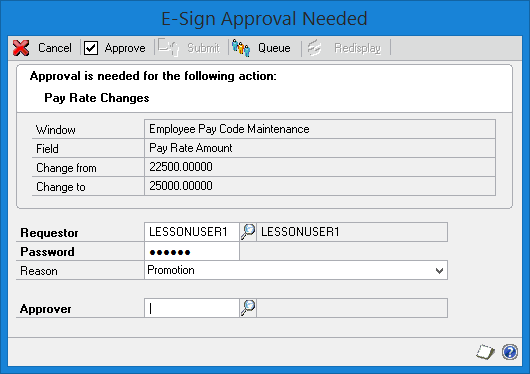 E-Sign Approval Needed
Cancel Approve Submit Queue Redisplay
Approval is needed for the following action:
Pay Rate Changes
Window Employee Pay Code Maintenance
Field Pay Rate Amount
Change from 22500.00000
Change to 25000.00000
Requestor LESSONUSER1 LESSONUSER1
Password ●●●●●●
Reason Promotion
Approver